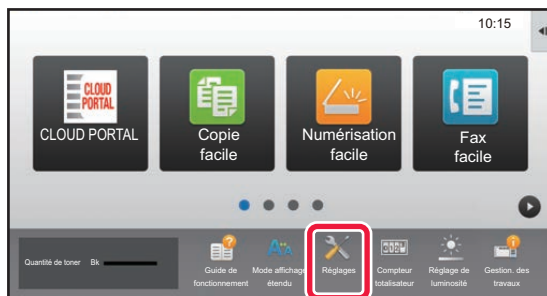 10:15
CLOUD
PORTAL
CLOUD PORTAL
Copie
facile
Numérisation
facile
Fax
facile
Quantité de toner Bk
Guide de
fonctionnement
Mode affichage
étendu
Réglages
Compteur
totalisateur
Réglage de
luminosité
Gestion. des
travaux